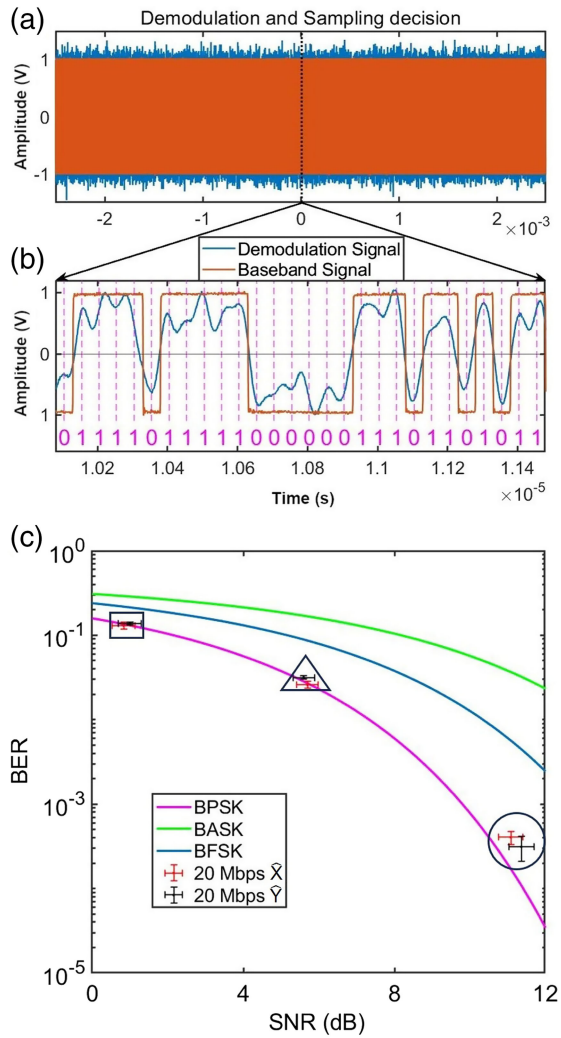 (a)
Demodulation and Sampling decision
Amplitude (V)
1
0
-1
-2 -1 0 1 2
×10⁻³
(b)
Demodulation Signal
Baseband Signal
Amplitude (V)
1
0
1
0 1 1 1 1 0 1 1 1 1 1 0 0 0 0 0 0 1 1 1 0 1 1 0 1 0 1 1
1.02 1.04 1.06 1.08 1.1 1.12 1.14
Time (s)
×10⁻⁵
(c)
BER
10⁰
10⁻¹
10⁻³
10⁻⁵
BPSK
BASK
BFSK
20 Mbps X̂
20 Mbps Ŷ
0 4 8 12
SNR (dB)